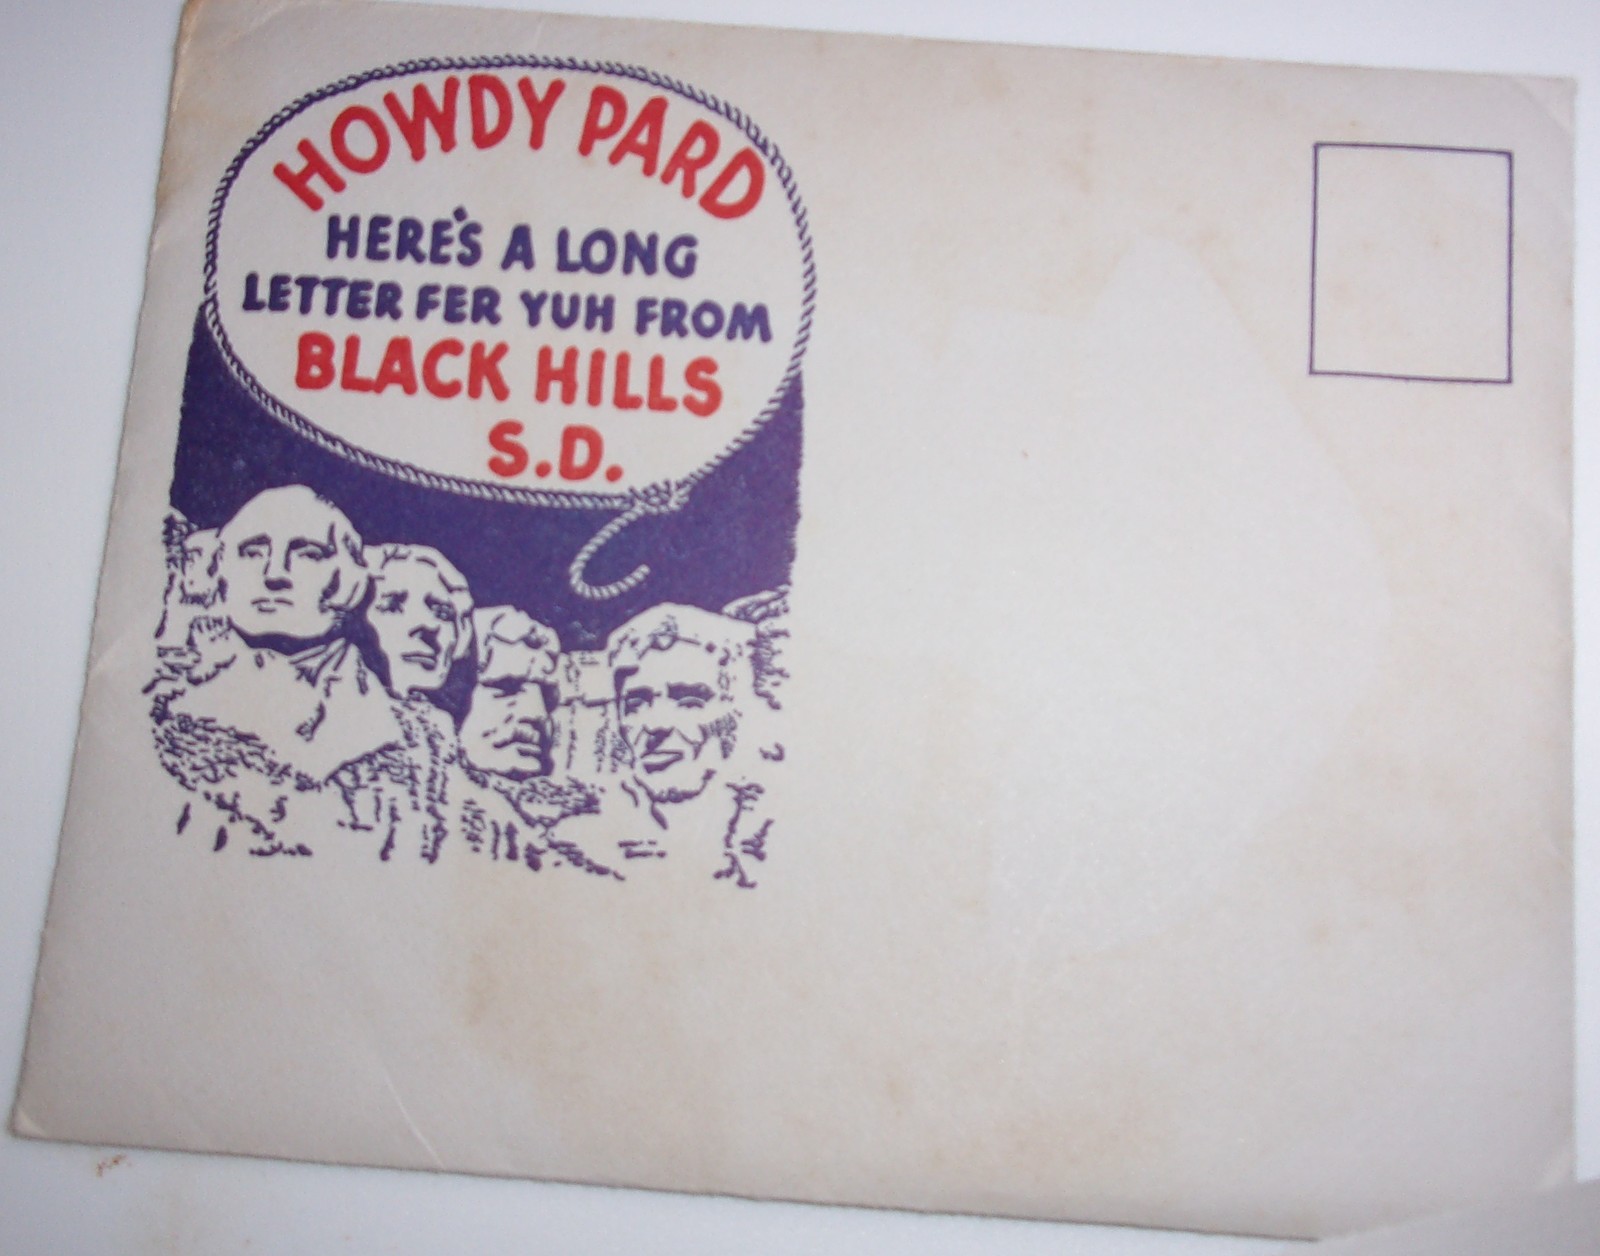 HOWDY PARD
HERE'S A LONG
LETTER FER YUH FROM
BLACK HILLS
S.D.